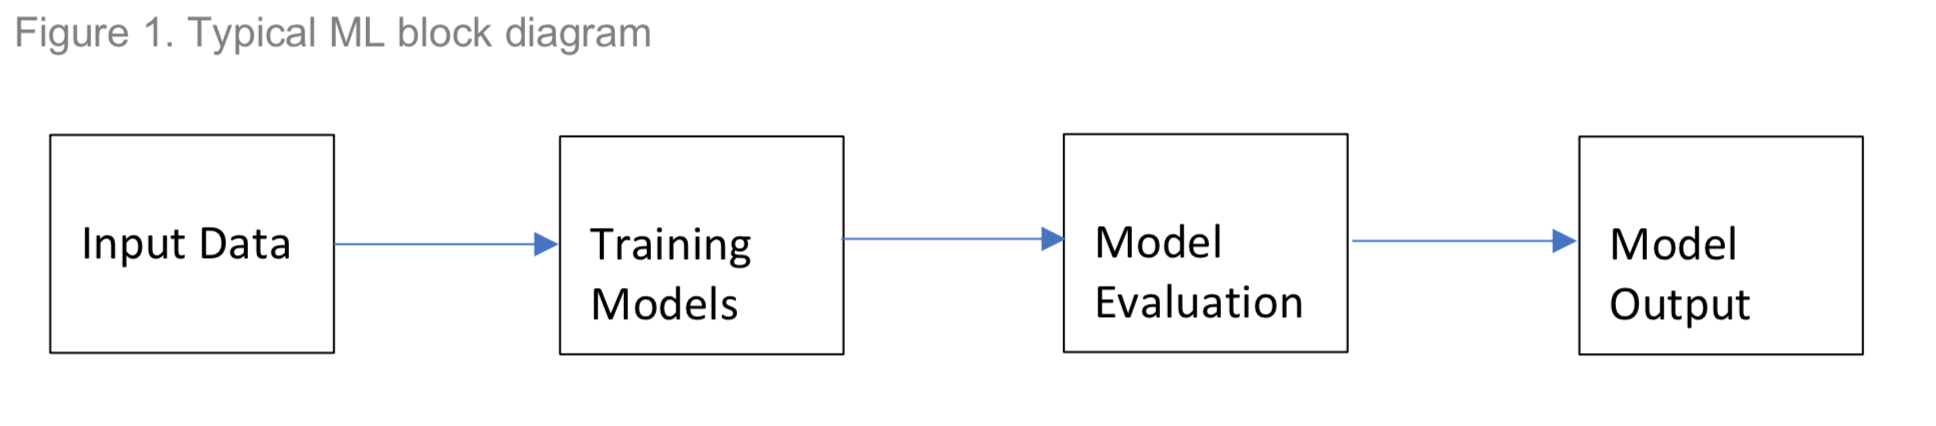 Figure 1. Typical ML block diagram
Input Data
Training
Models
Model
Evaluation
Model
Output